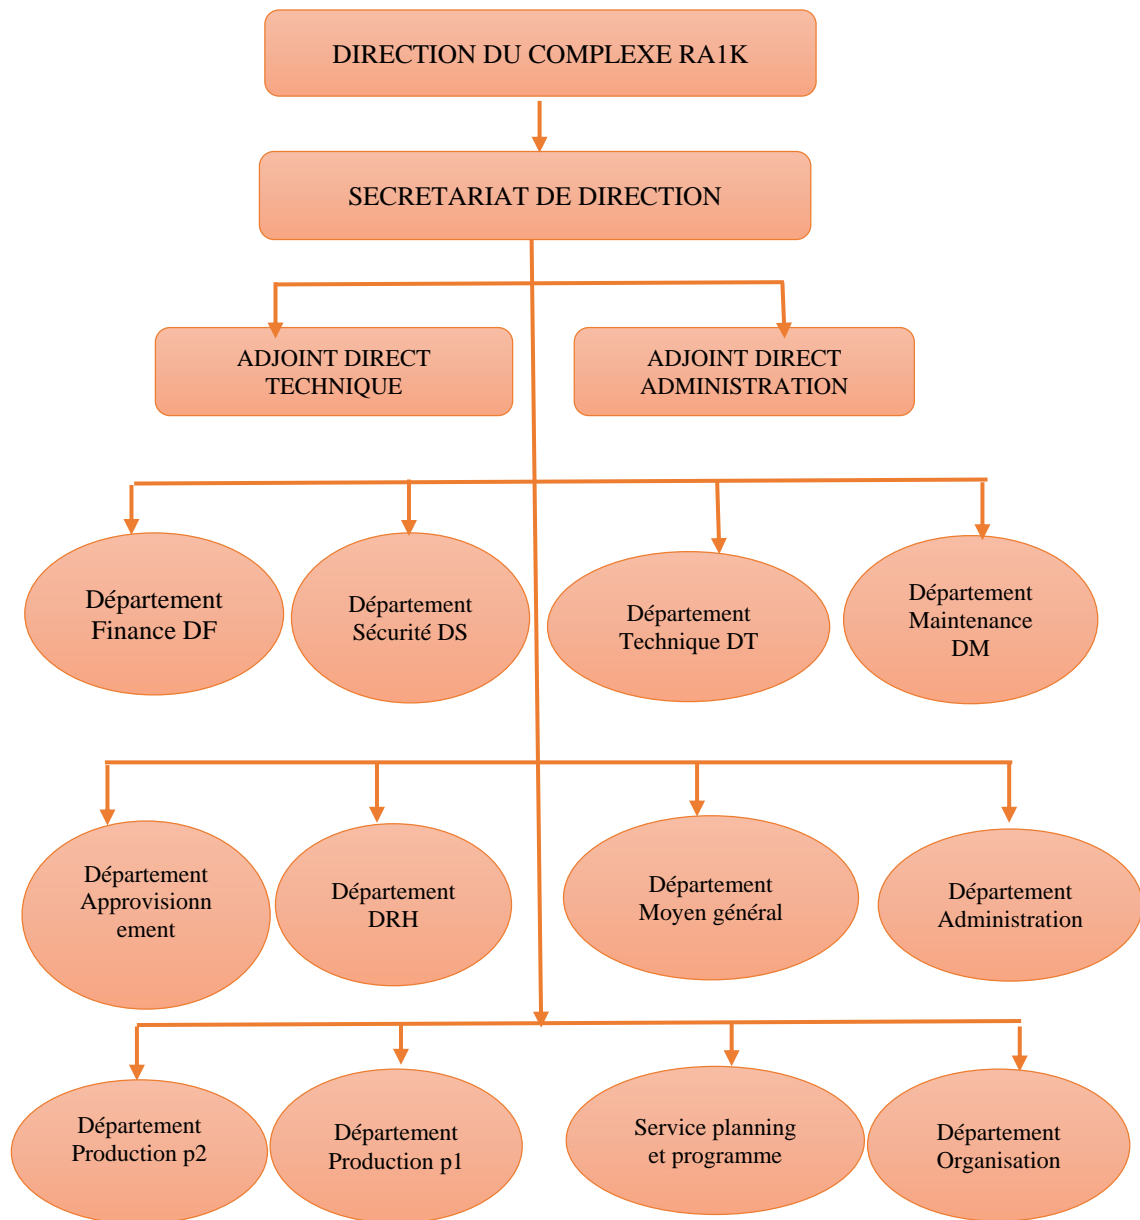 DIRECTION DU COMPLEXE RA1K
SECRETARIAT DE DIRECTION
ADJOINT DIRECT
TECHNIQUE
ADJOINT DIRECT
ADMINISTRATION
Département
Finance DF
Département
Sécurité DS
Département
Technique DT
Département
Maintenance
DM
Département
Approvisionn
ement
Département
DRH
Département
Moyen général
Département
Administration
Département
Production p2
Département
Production p1
Service planning
et programme
Département
Organisation